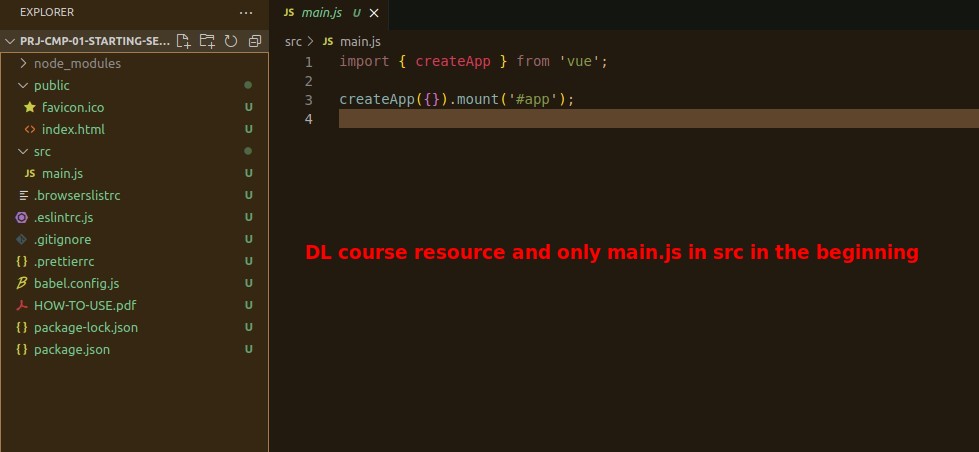 EXPLORER
PRJ-CMP-01-STARTING-SE...
node_modules
public
favicon.ico U
<> index.html U
src
JS main.js U
.browserslistrc U
.eslintrc.js U
.gitignore U
{} .prettierrc U
babel.config.js U
HOW-TO-USE.pdf U
{} package-lock.json U
{} package.json U
JS main.js U
src > JS main.js
1 import { createApp } from 'vue';
2
3 createApp({}).mount('#app');
4
DL course resource and only main.js in src in the beginning